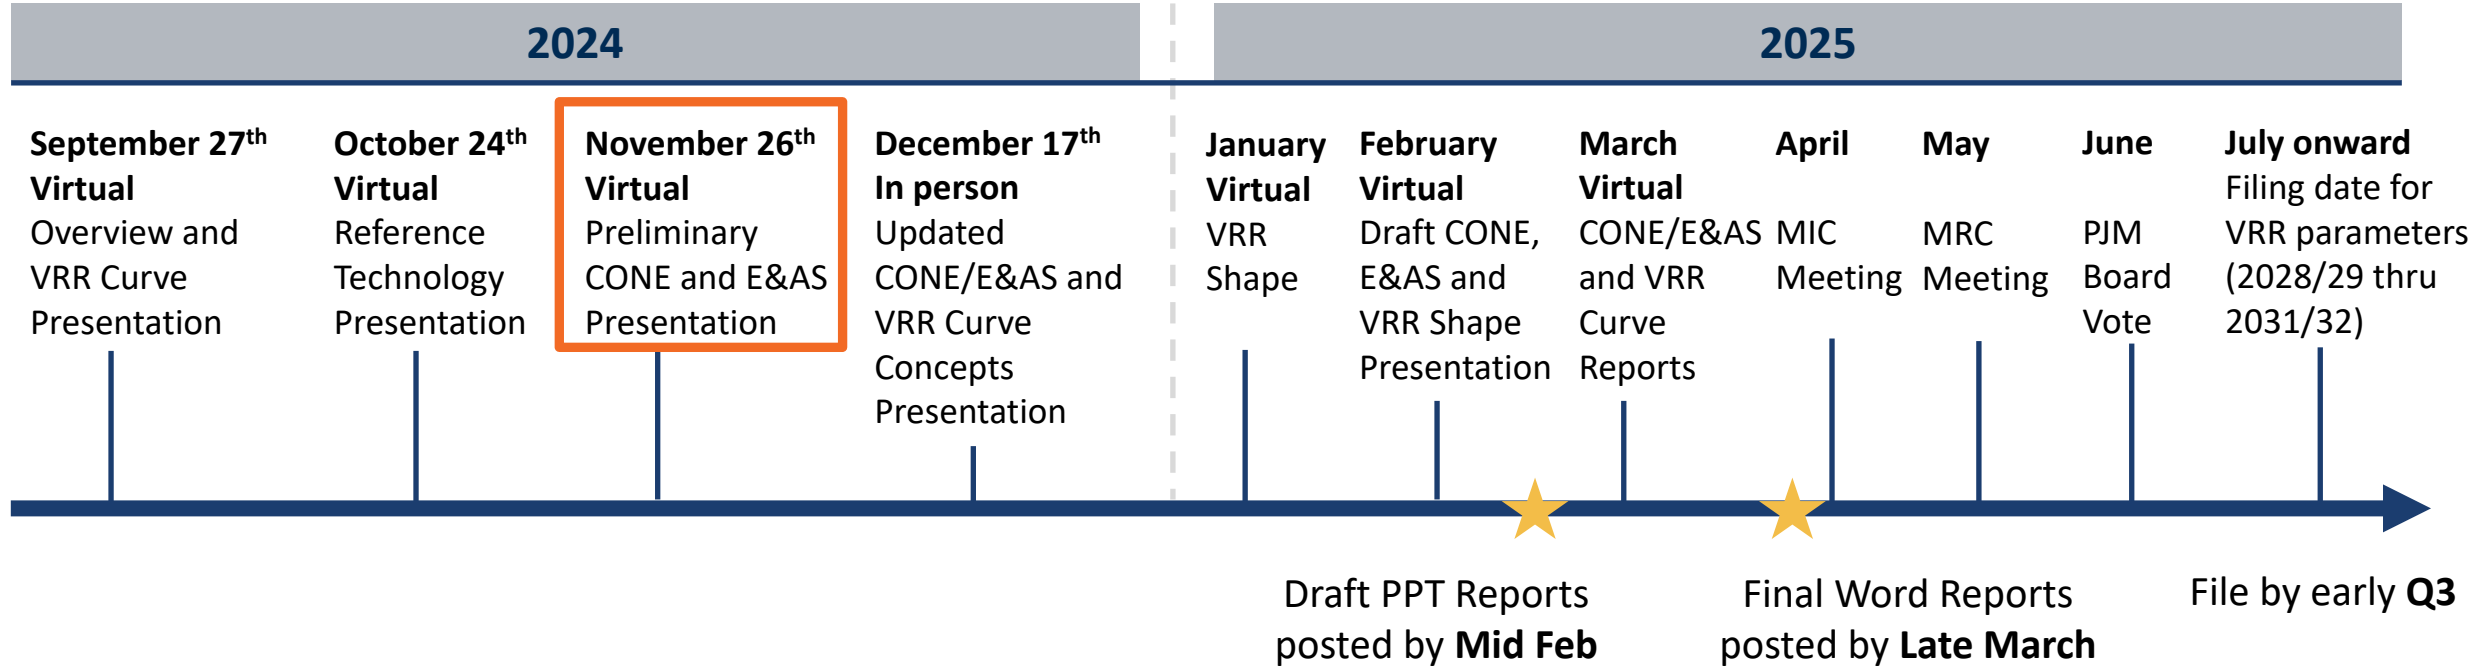 2024
2025
September 27th
Virtual
Overview and
VRR Curve
Presentation
October 24th
Virtual
Reference
Technology
Presentation
November 26th
Virtual
Preliminary
CONE and E&AS
Presentation
December 17th
In person
Updated
CONE/E&AS and
VRR Curve
Concepts
Presentation
January
Virtual
VRR
Shape
February
Virtual
Draft CONE,
E&AS and
VRR Shape
Presentation
March
Virtual
CONE/E&AS
and VRR
Curve
Reports
April
MIC
Meeting
May
MRC
Meeting
June
PJM
Board
Vote
July onward
Filing date for
VRR parameters
(2028/29 thru
2031/32)
Draft PPT Reports
posted by Mid Feb
Final Word Reports
posted by Late March
File by early Q3